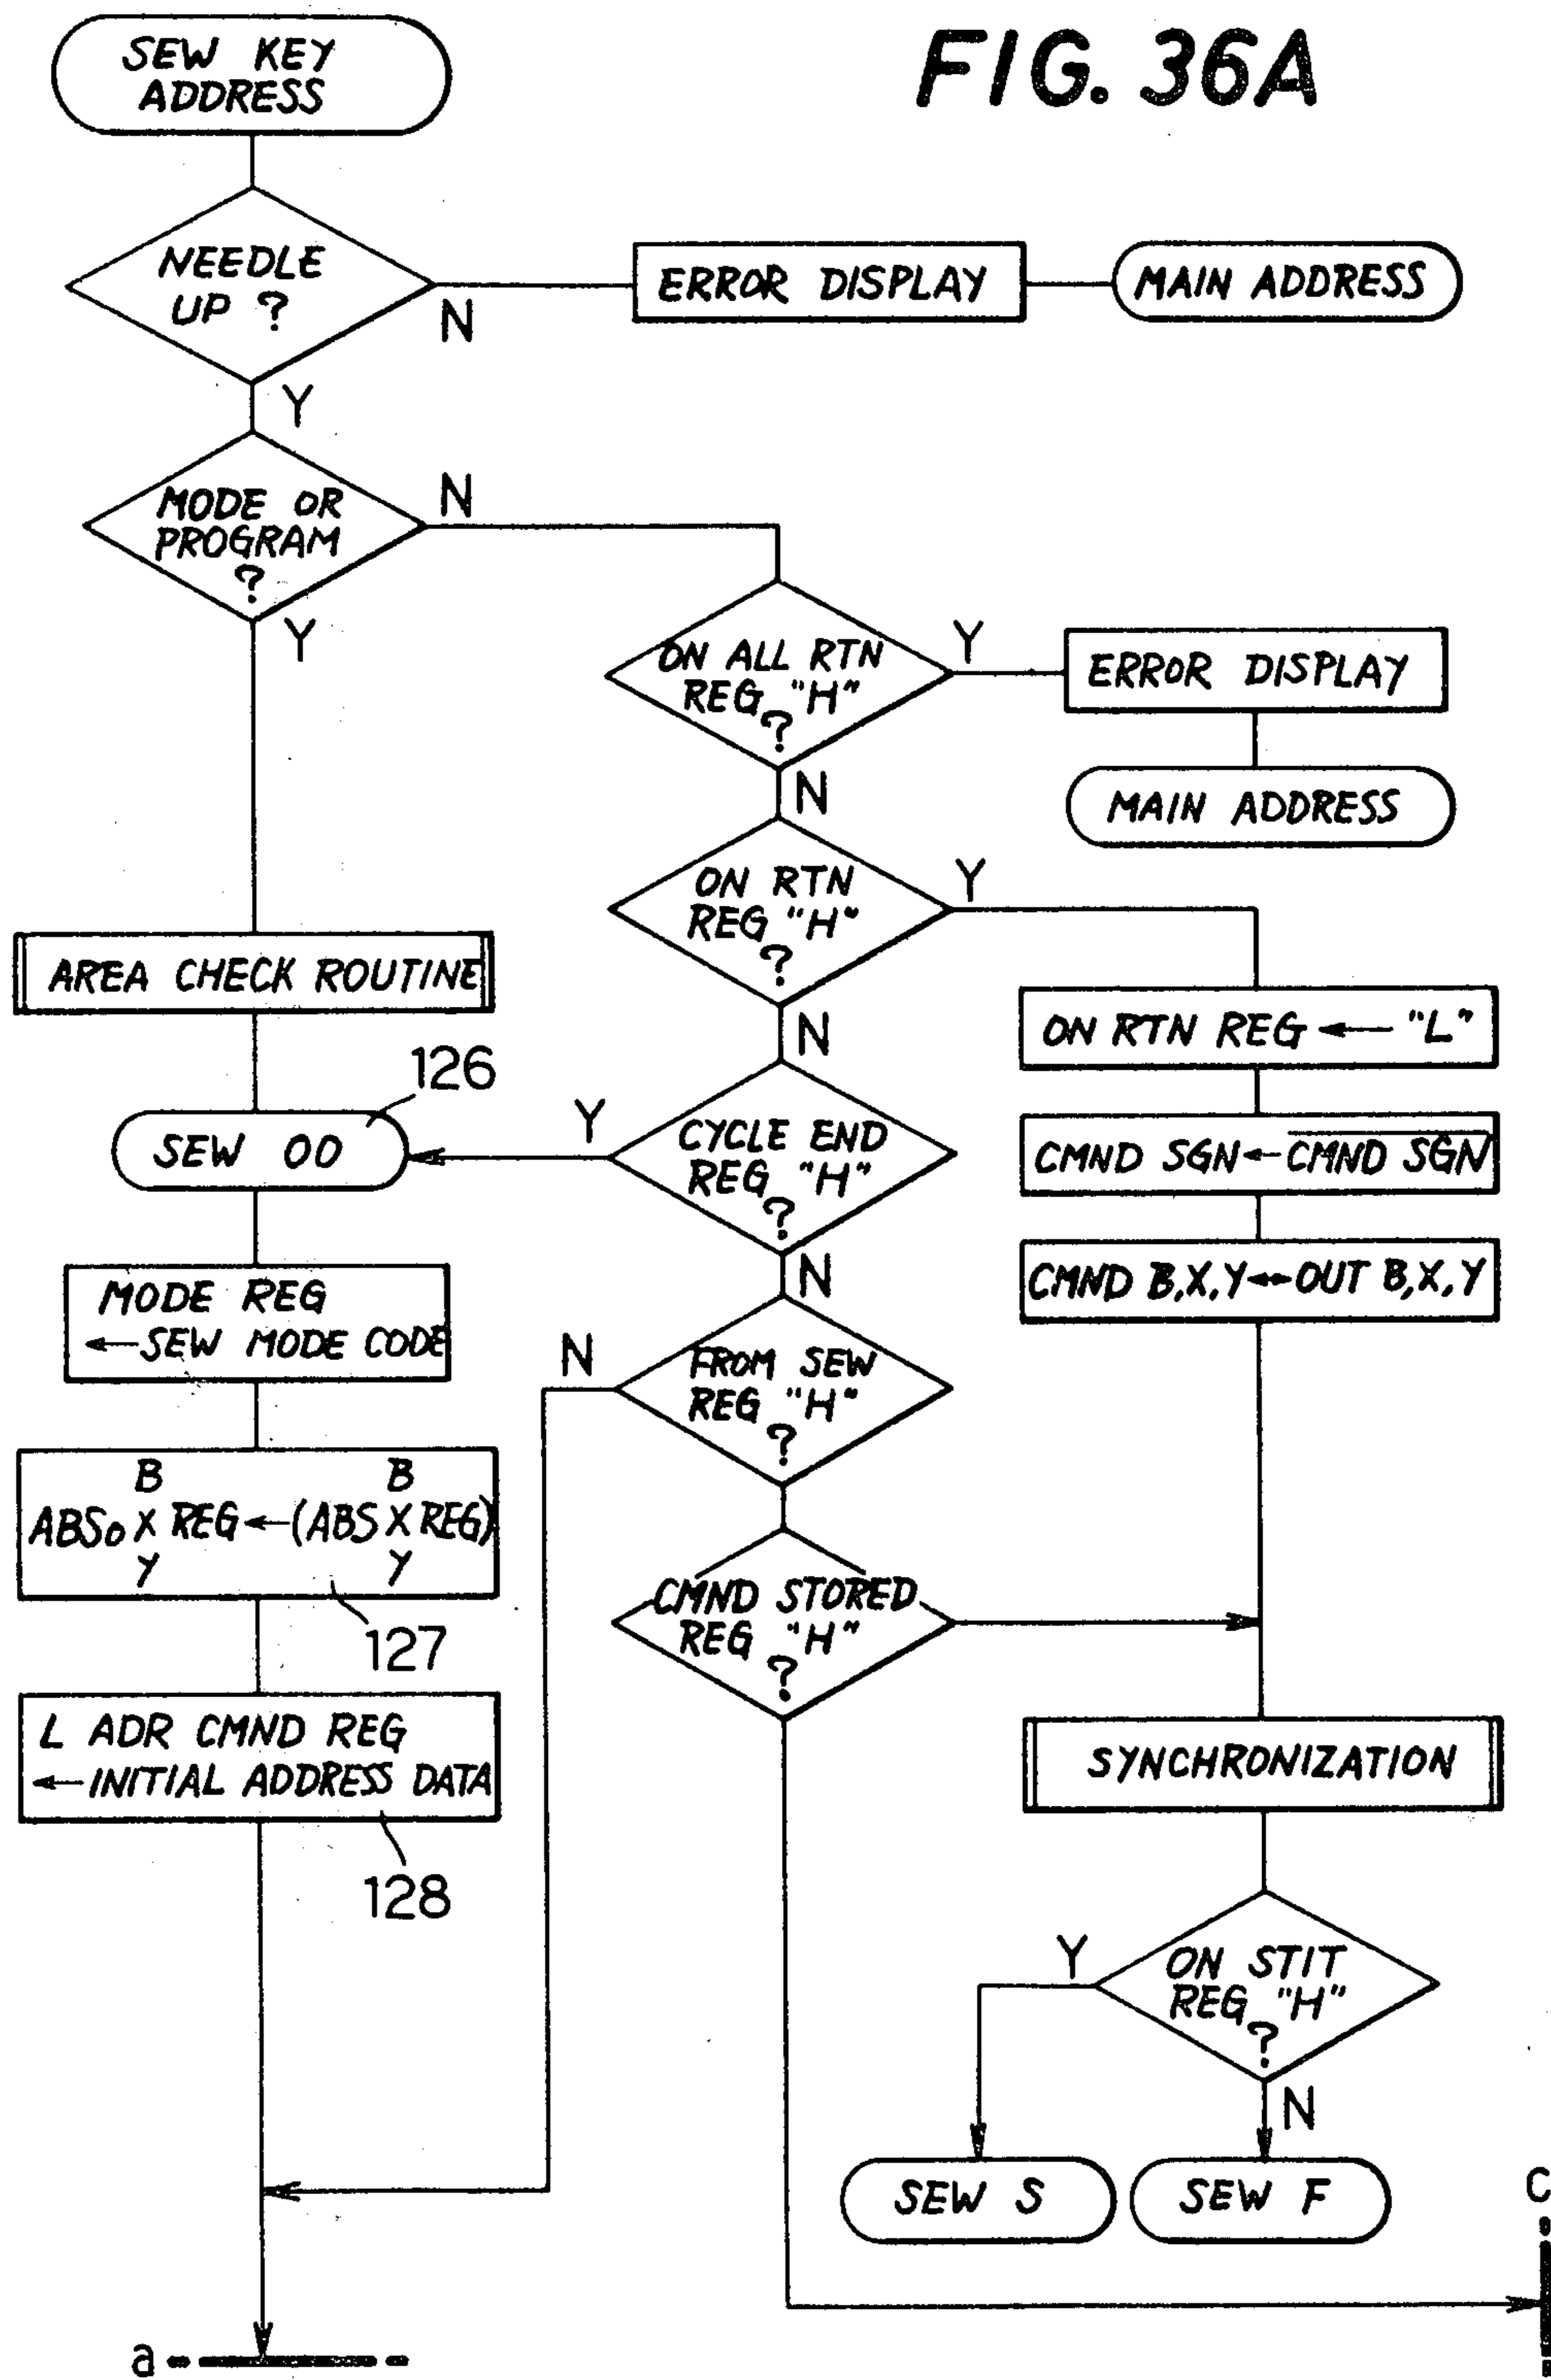 FIG. 36A
SEW KEY
ADDRESS
NEEDLE
UP ?
N
ERROR DISPLAY
MAIN ADDRESS
Y
MODE OR
PROGRAM
?
N
Y
ON ALL RTN
REG "H"
?
Y
ERROR DISPLAY
MAIN ADDRESS
N
ON RTN
REG "H"
?
Y
N
AREA CHECK ROUTINE
ON RTN REG ← "L"
126
SEW 00
Y
CYCLE END
REG "H"
?
N
CMND SGN ← CMND SGN
CMND B,X,Y ↔ OUT B,X,Y
MODE REG
← SEW MODE CODE
N
FROM SEW
REG "H"
?
B B
ABS0 X REG ← (ABS X REG)
Y Y
127
CMND STORED
REG "H"
?
L ADR CMND REG
← INITIAL ADDRESS DATA
128
SYNCHRONIZATION
Y
ON STIT
REG "H"
?
N
SEW S
SEW F
C
a